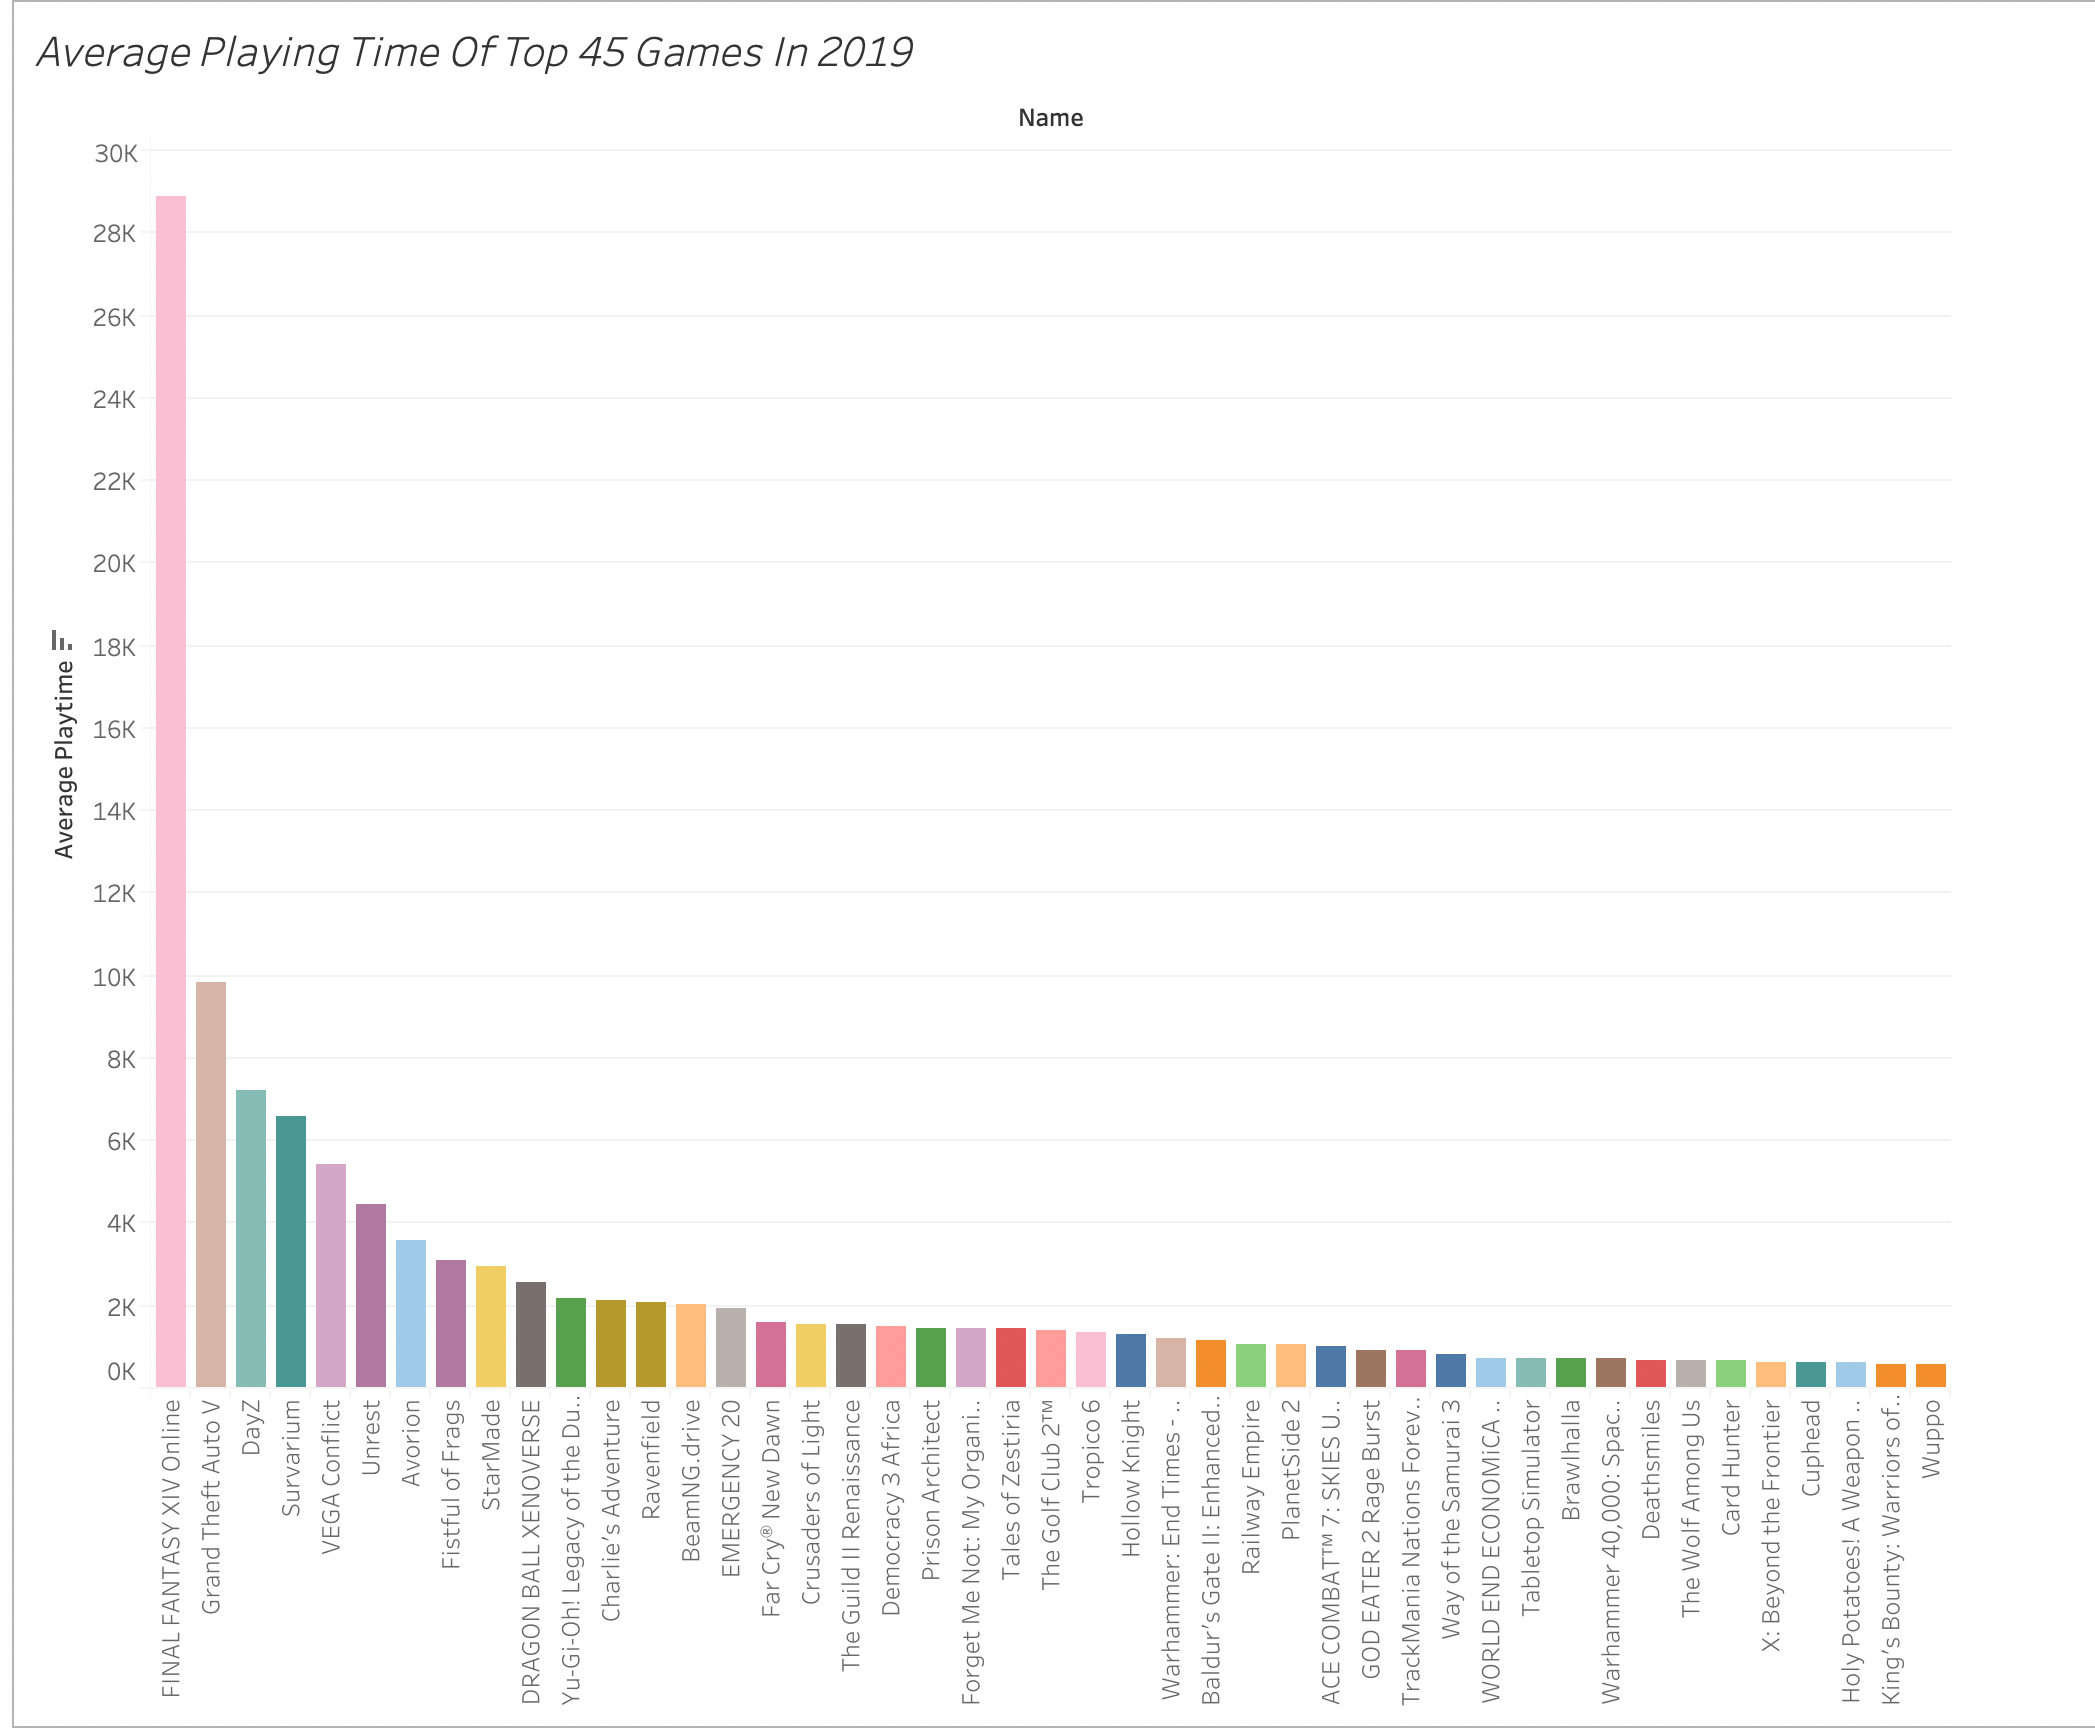 Average Playing Time Of Top 45 Games In 2019
Name
30K
28K
26K
24K
22K
20K
18K
16K
14K
12K
10K
8K
6K
4K
2K
0K
Average Playtime
FINAL FANTASY XIV Online
Grand Theft Auto V
DayZ
Survarium
VEGA Conflict
Unrest
Avorion
Fistful of Frags
StarMade
DRAGON BALL XENOVERSE
Yu-Gi-Oh! Legacy of the Du..
Charlie's Adventure
Ravenfield
BeamNG.drive
EMERGENCY 20
Far Cry® New Dawn
Crusaders of Light
The Guild II Renaissance
Democracy 3 Africa
Prison Architect
Forget Me Not: My Organi..
Tales of Zestiria
The Golf Club 2™
Tropico 6
Hollow Knight
Warhammer: End Times - ..
Baldur's Gate II: Enhanced..
Railway Empire
PlanetSide 2
ACE COMBAT™ 7: SKIES U..
GOD EATER 2 Rage Burst
TrackMania Nations Forev..
Way of the Samurai 3
WORLD END ECONOMiCA ..
Tabletop Simulator
Brawlhalla
Warhammer 40,000: Spac..
Deathsmiles
The Wolf Among Us
Card Hunter
X: Beyond the Frontier
Cuphead
Holy Potatoes! A Weapon ..
King's Bounty: Warriors of..
Wuppo